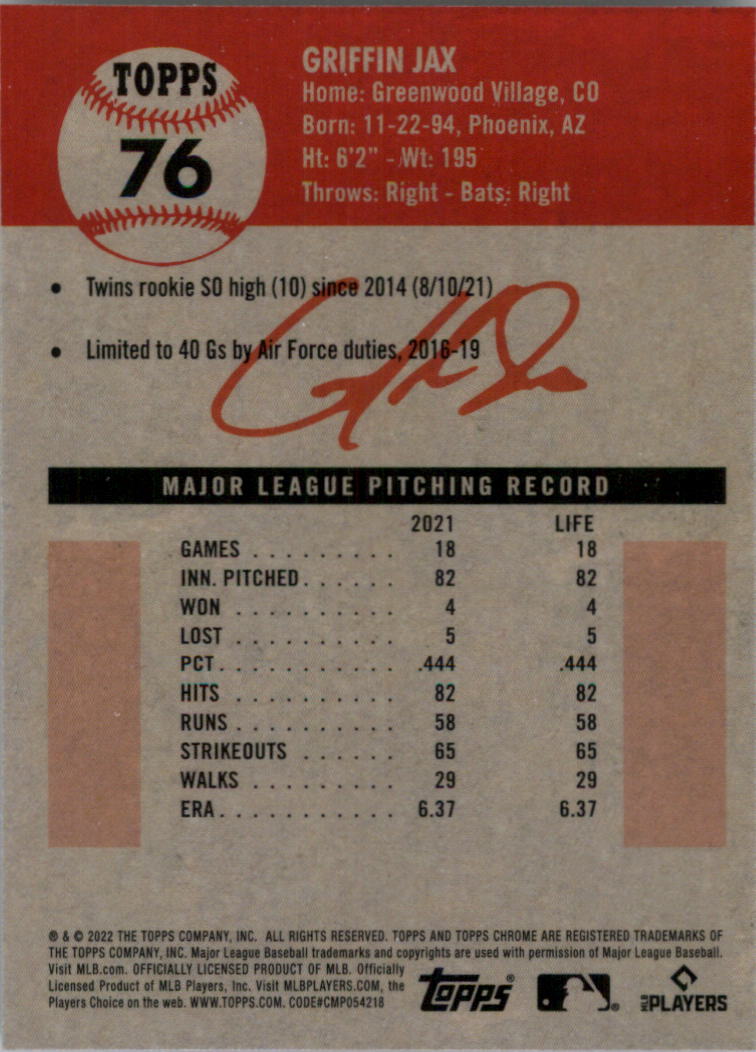 TOPPS
76
GRIFFIN JAX
Home: Greenwood Village, CO
Born: 11-22-94, Phoenix, AZ
Ht: 6'2" - Wt: 195
Throws: Right - Bats: Right
• Twins rookie SO high (10) since 2014 (8/10/21)
• Limited to 40 Gs by Air Force duties, 2016-19
MAJOR LEAGUE PITCHING RECORD
2021 LIFE
GAMES . . . . . . . . . . 18 18
INN. PITCHED . . . . . . 82 82
WON . . . . . . . . . . . 4 4
LOST . . . . . . . . . . . 5 5
PCT . . . . . . . . . . . .444 .444
HITS . . . . . . . . . . . 82 82
RUNS . . . . . . . . . . . 58 58
STRIKEOUTS . . . . . . 65 65
WALKS . . . . . . . . . . 29 29
ERA . . . . . . . . . . . 6.37 6.37
® & © 2022 THE TOPPS COMPANY, INC. ALL RIGHTS RESERVED. TOPPS AND TOPPS CHROME ARE REGISTERED TRADEMARKS OF
THE TOPPS COMPANY, INC. Major League Baseball trademarks and copyrights are used with permission of Major League Baseball.
Visit MLB.com. OFFICIALLY LICENSED PRODUCT OF MLB. Officially
Licensed Product of MLB Players, Inc. Visit MLBPLAYERS.COM, the
Players Choice on the web. WWW.TOPPS.COM. CODE#CMP054218
Topps® ® MLB PLAYERS